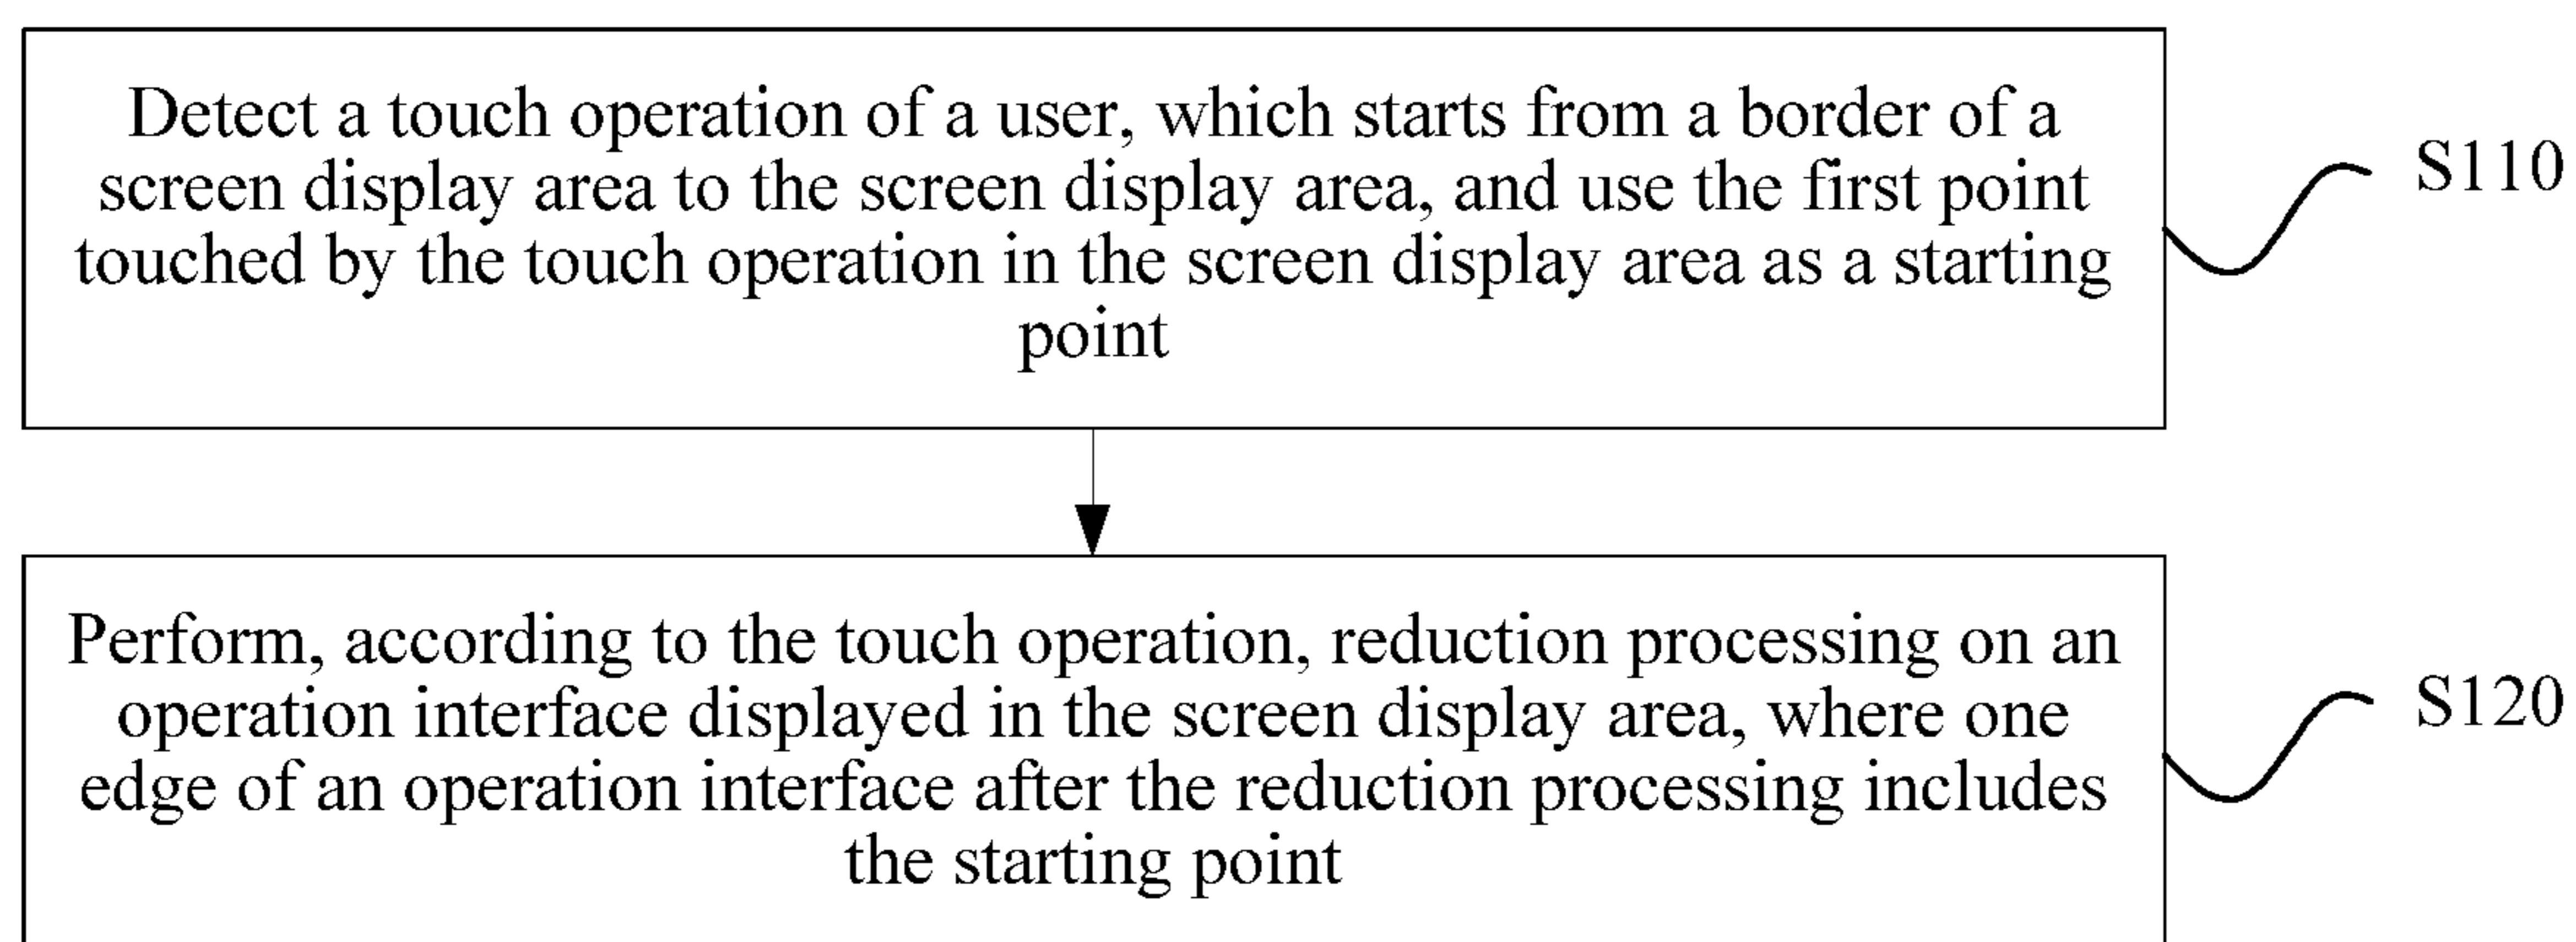 Detect a touch operation of a user, which starts from a border of a
screen display area to the screen display area, and use the first point
touched by the touch operation in the screen display area as a starting
point
S110
Perform, according to the touch operation, reduction processing on an
operation interface displayed in the screen display area, where one
edge of an operation interface after the reduction processing includes
the starting point
S120